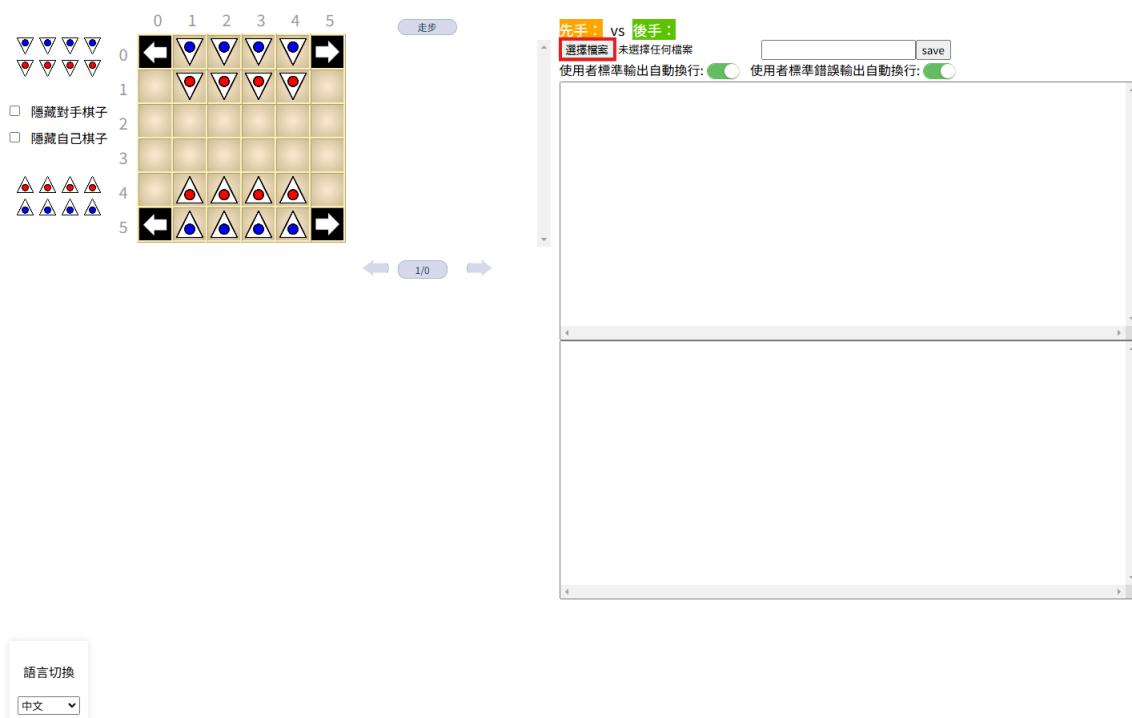 0 1 2 3 4 5
0
1
2
3
4
5
隱藏對手棋子
隱藏自己棋子
走步
1/0
先手： vs 後手：
選擇檔案 未選擇任何檔案 save
使用者標準輸出自動換行: 使用者標準錯誤輸出自動換行:
語言切換
中文